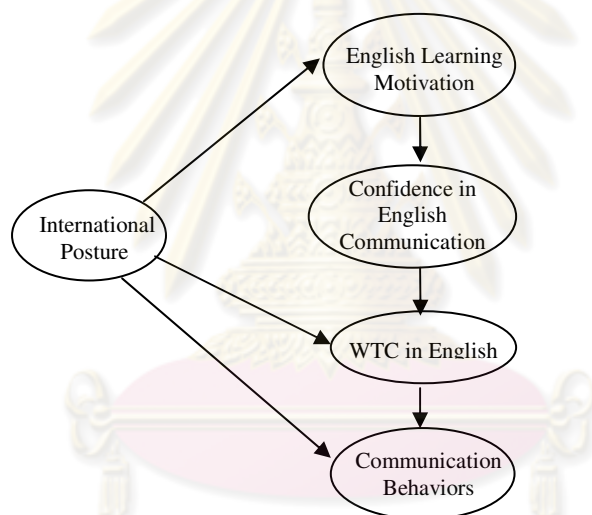 English Learning
Motivation
Confidence in
English
Communication
International
Posture
WTC in English
Communication
Behaviors